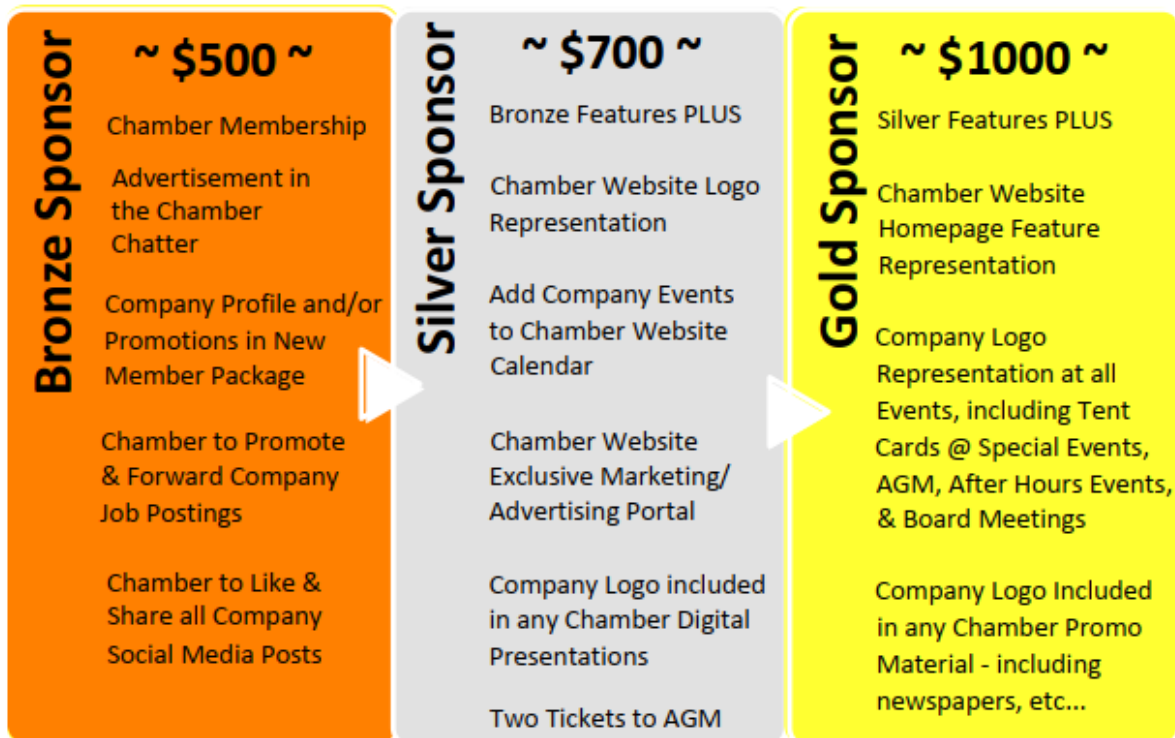 Bronze Sponsor
~ $500 ~
Chamber Membership
Advertisement in
the Chamber
Chatter
Company Profile and/or
Promotions in New
Member Package
Chamber to Promote
& Forward Company
Job Postings
Chamber to Like &
Share all Company
Social Media Posts
Silver Sponsor
~ $700 ~
Bronze Features PLUS
Chamber Website Logo
Representation
Add Company Events
to Chamber Website
Calendar
Chamber Website
Exclusive Marketing/
Advertising Portal
Company Logo included
in any Chamber Digital
Presentations
Two Tickets to AGM
Gold Sponsor
~ $1000 ~
Silver Features PLUS
Chamber Website
Homepage Feature
Representation
Company Logo
Representation at all
Events, including Tent
Cards @ Special Events,
AGM, After Hours Events,
& Board Meetings
Company Logo Included
in any Chamber Promo
Material - including
newspapers, etc...